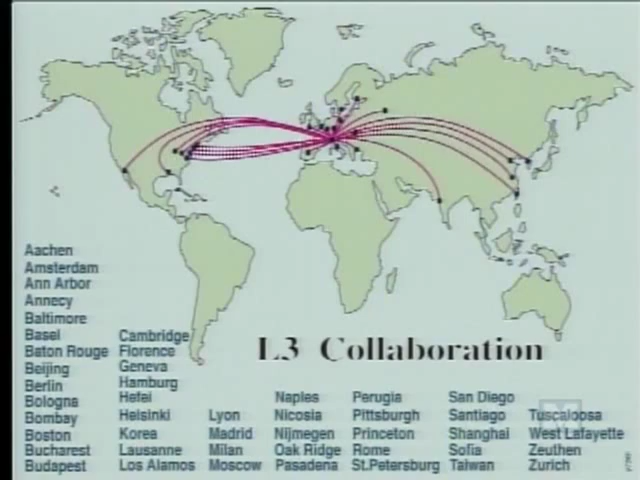 L3 Collaboration
Aachen
Amsterdam
Ann Arbor
Annecy
Baltimore
Basel
Baton Rouge
Beijing
Berlin
Bologna
Bombay
Boston
Bucharest
Budapest
Cambridge
Florence
Geneva
Hamburg
Hefei
Helsinki
Korea
Lausanne
Los Alamos
Lyon
Madrid
Milan
Moscow
Naples
Nicosia
Nijmegen
Oak Ridge
Pasadena
Perugia
Pittsburgh
Princeton
Rome
St.Petersburg
San Diego
Santiago
Shanghai
Sofia
Taiwan
Tuscaloosa
West Lafayette
Zeuthen
Zurich